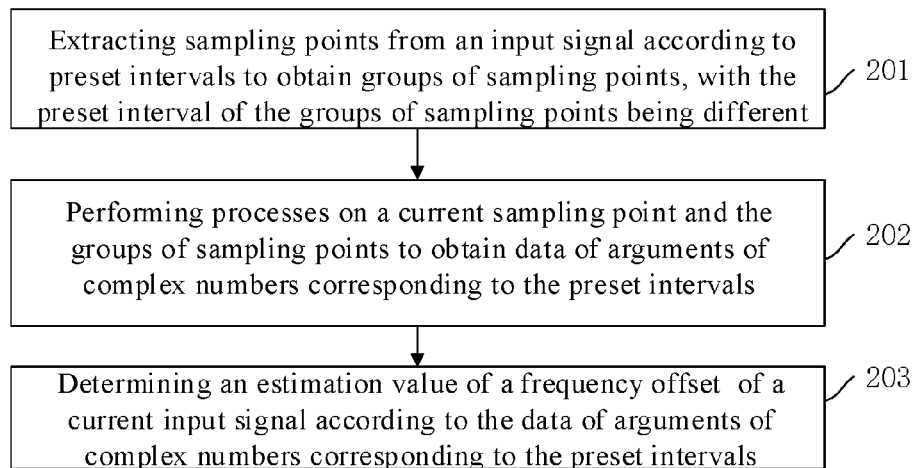 Extracting sampling points from an input signal according to
preset intervals to obtain groups of sampling points, with the
preset interval of the groups of sampling points being different
201
Performing processes on a current sampling point and the
groups of sampling points to obtain data of arguments of
complex numbers corresponding to the preset intervals
202
Determining an estimation value of a frequency offset of a
current input signal according to the data of arguments of
complex numbers corresponding to the preset intervals
203